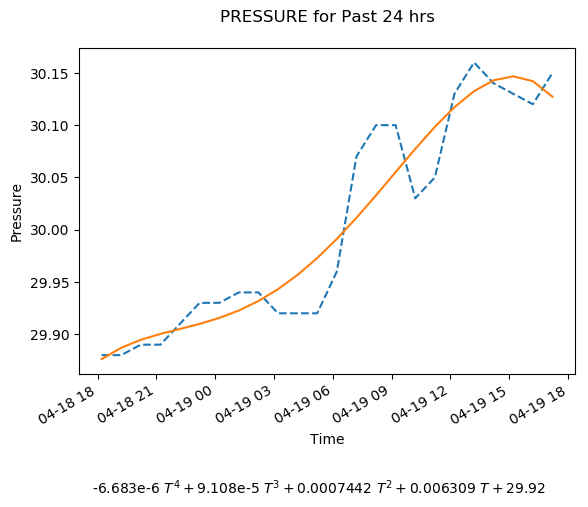 PRESSURE for Past 24 hrs
Pressure
30.15
30.10
30.05
30.00
29.95
29.90
04-18 18 04-18 21 04-19 00 04-19 03 04-19 06 04-19 09 04-19 12 04-19 15 04-19 18
Time
-6.683e-6 T⁴ + 9.108e-5 T³ + 0.0007442 T² + 0.006309 T + 29.92